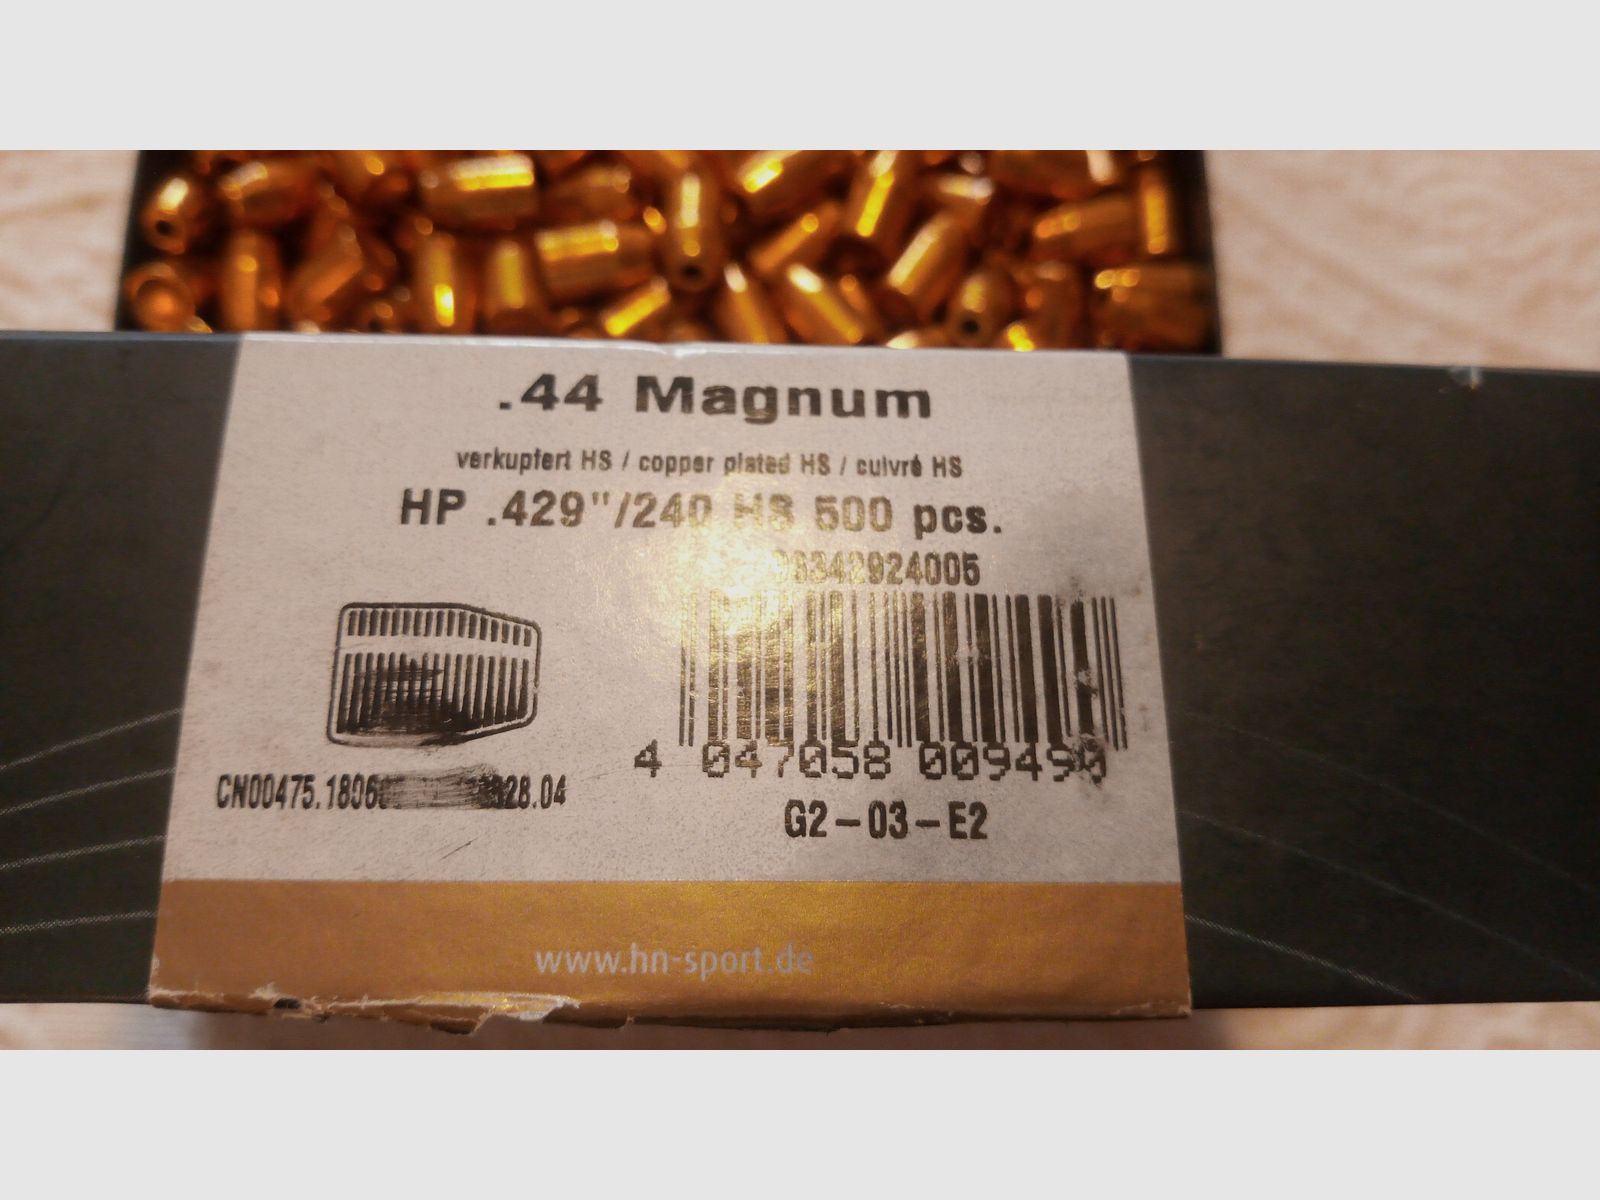 .44 Magnum
verkupfert HS / copper plated HS / cuivré HS
HP .429"/240 HS 500 pcs.
4 047058 009490
G2-03-E2
www.hn-sport.de